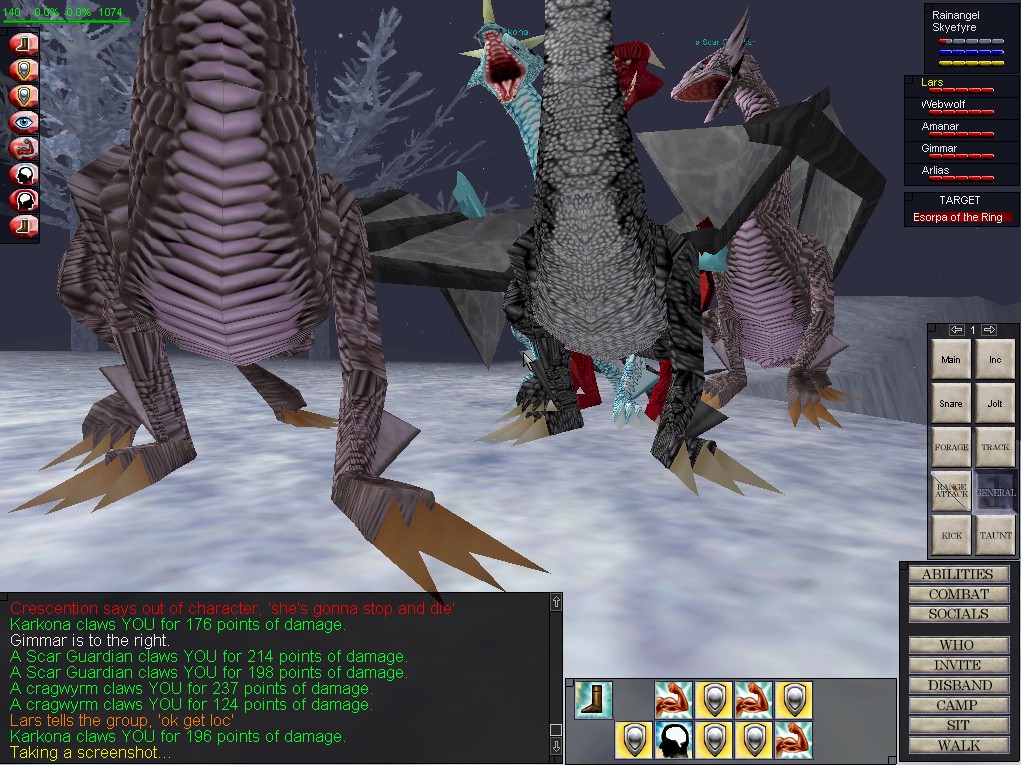 140 0.0% 0.0% 1074
Rainangel
Skyefyre
Lars
Webwolf
Amanar
Gimmar
Arlias
TARGET
Esorpa of the Ring
a Scar
1
Main Inc
Snare Jolt
FORAGE TRACK
RANGE ATTACK GENERAL
KICK TAUNT
ABILITIES
COMBAT
SOCIALS
WHO
INVITE
DISBAND
CAMP
SIT
WALK
Crescention says out of character, 'she's gonna stop and die'
Karkona claws YOU for 176 points of damage.
Gimmar is to the right.
A Scar Guardian claws YOU for 214 points of damage.
A Scar Guardian claws YOU for 198 points of damage.
A cragwyrm claws YOU for 237 points of damage.
A cragwyrm claws YOU for 124 points of damage.
Lars tells the group, 'ok get loc'
Karkona claws YOU for 196 points of damage.
Taking a screenshot...